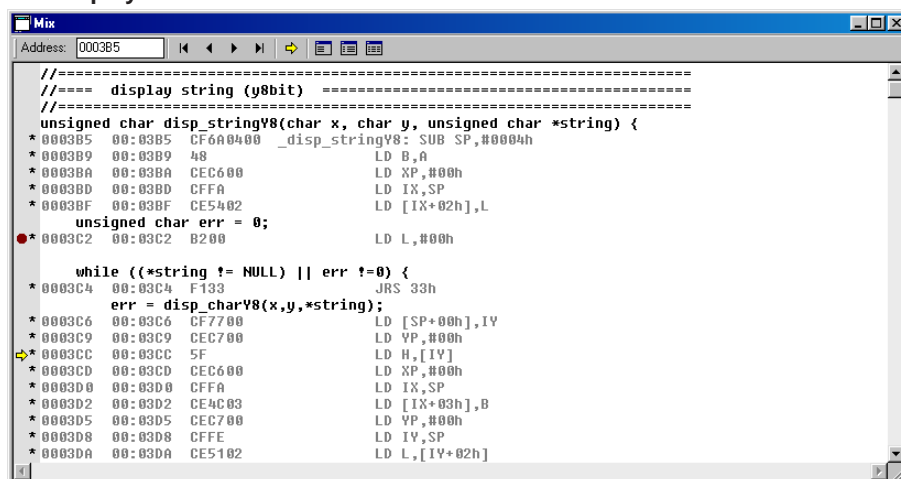 Mix
Address: 0003B5
//========================================================================
//==== display string (y8bit) ==========================================
//========================================================================
unsigned char disp_stringY8(char x, char y, unsigned char *string) {
* 0003B5 00:03B5 CF6A0400 _disp_stringY8: SUB SP,#0004h
* 0003B9 00:03B9 48 LD B,A
* 0003BA 00:03BA CEC600 LD XP,#00h
* 0003BD 00:03BD CFFA LD IX,SP
* 0003BF 00:03BF CE5402 LD [IX+02h],L
unsigned char err = 0;
* 0003C2 00:03C2 B200 LD L,#00h
while ((*string != NULL) || err !=0) {
* 0003C4 00:03C4 F133 JRS 33h
err = disp_charY8(x,y,*string);
* 0003C6 00:03C6 CF7700 LD [SP+00h],IY
* 0003C9 00:03C9 CEC700 LD YP,#00h
* 0003CC 00:03CC 5F LD H,[IY]
* 0003CD 00:03CD CEC600 LD XP,#00h
* 0003D0 00:03D0 CFFA LD IX,SP
* 0003D2 00:03D2 CE4C03 LD [IX+03h],B
* 0003D5 00:03D5 CEC700 LD YP,#00h
* 0003D8 00:03D8 CFFE LD IY,SP
* 0003DA 00:03DA CE5102 LD L,[IY+02h]